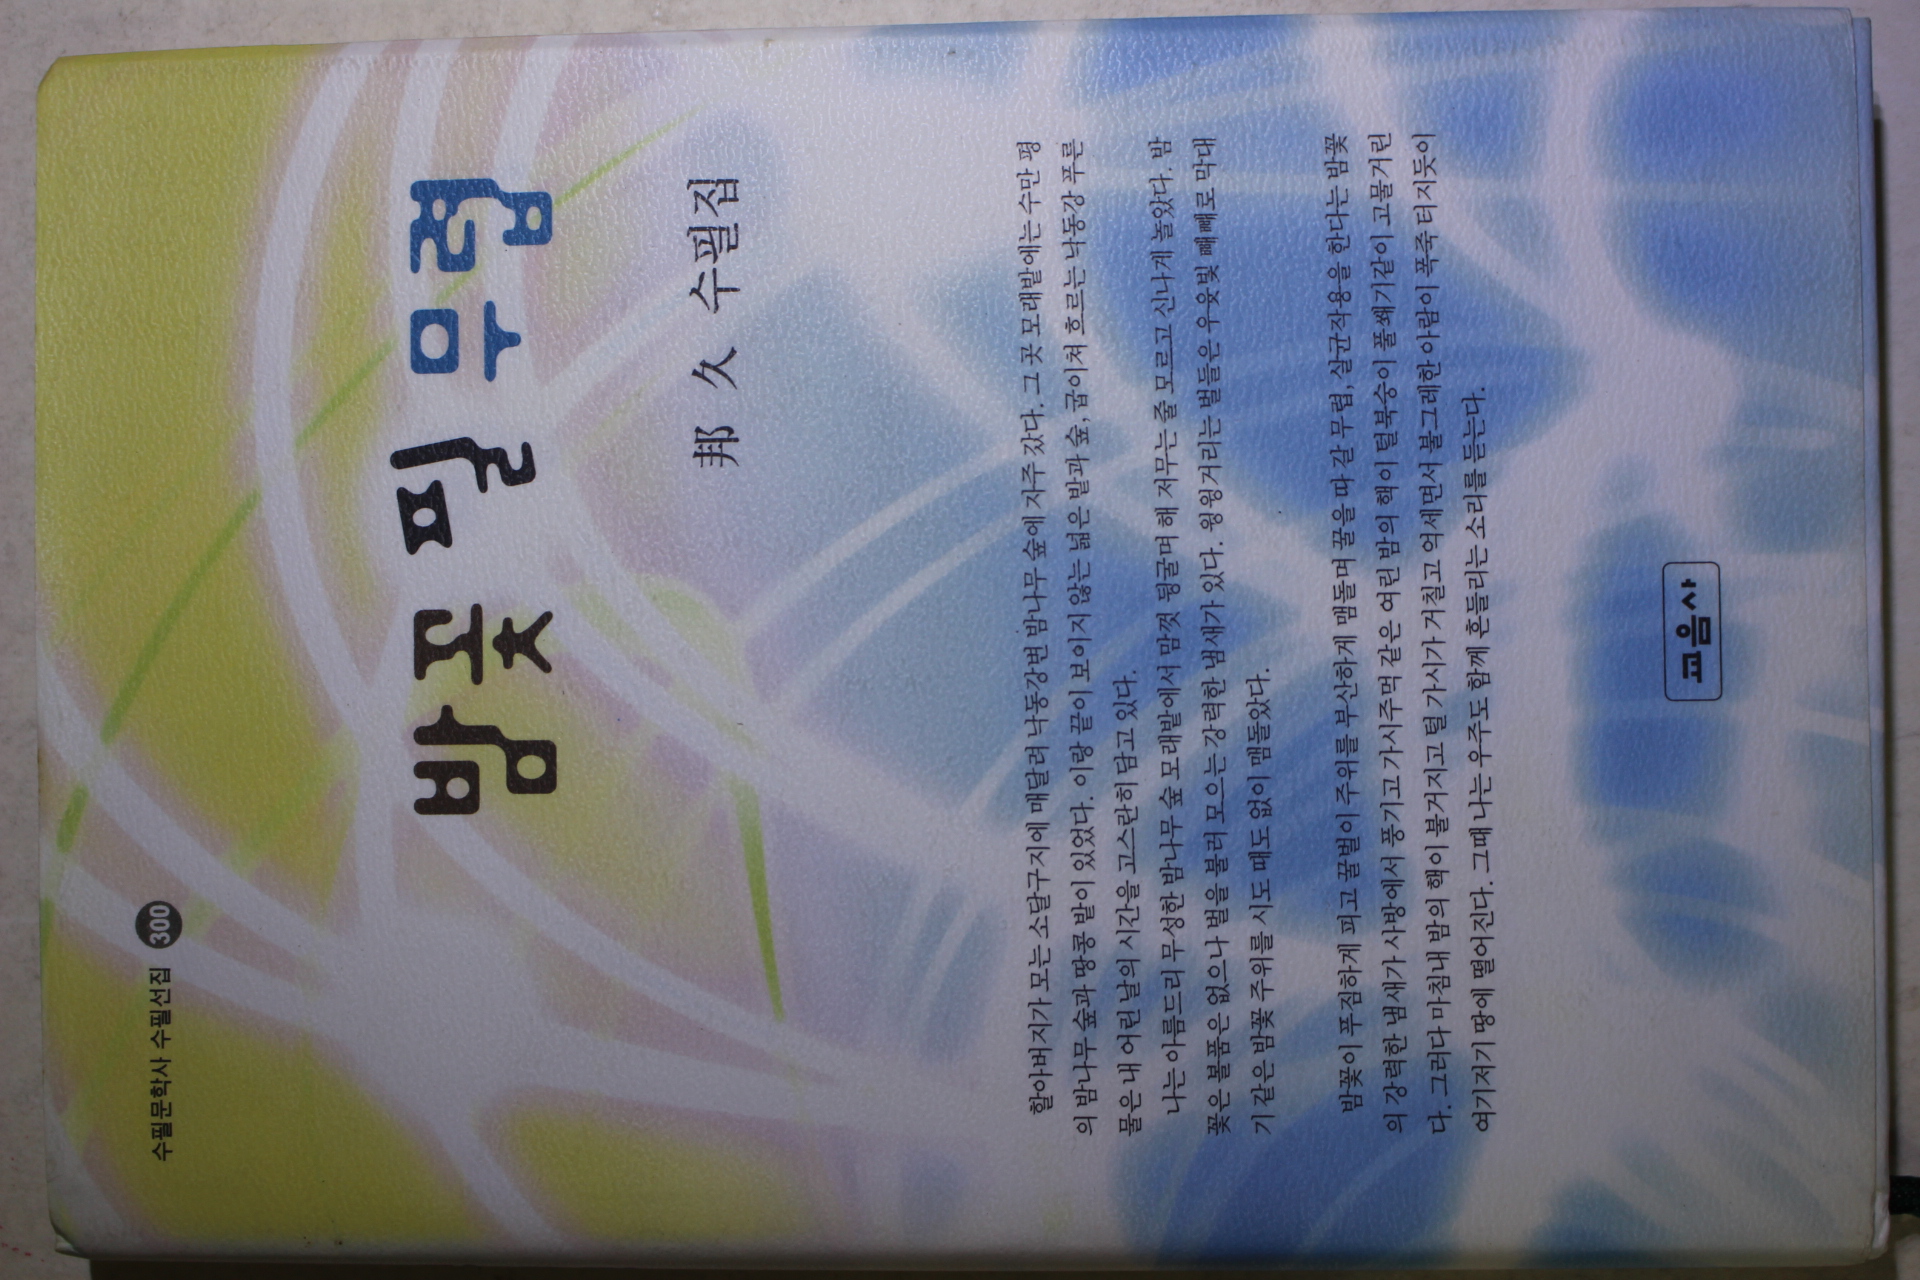 수필문학사 수필선집 300
밤꽃 필 무렵
邦 久 수필집
할아버지가 모는 소달구지에 매달려 낙동강변 밤나무 숲에 자주 갔다. 그 곳 모래밭에는 수만 평
의 밤나무 숲과 땅콩 밭이 있었다. 이랑 끝이 보이지 않는 넓은 밭과 숲, 굽이쳐 흐르는 낙동강 푸른
물은 내 어린 날의 시간을 고스란히 담고 있다.
나는 아름드리 무성한 밤나무 숲 모래밭에서 맘껏 뒹굴며 해 저무는 줄 모르고 신나게 놀았다. 밤
꽃은 볼품은 없으나 벌을 불러 모으는 강력한 냄새가 있다. 윙윙거리는 벌들은 우윳빛 빼빼로 막대
기 같은 밤꽃 주위를 시도 때도 없이 맴돌았다.
밤꽃이 푸짐하게 피고 꿀벌이 주위를 부산하게 맴돌며 꿀을 따 갈 무렵, 살균작용을 한다는 밤꽃
의 강력한 냄새가 사방에서 풍기고 가시주먹 같은 여린 밤의 핵이 털북숭이 풀쐐기같이 고물거린
다. 그러다 마침내 밤의 핵이 불거지고 털 가시가 거칠고 억세면서 불그레한 아람이 폭죽 터지듯이
여기저기 땅에 떨어진다. 그때 나는 우주도 함께 흔들리는 소리를 듣는다.
교음사